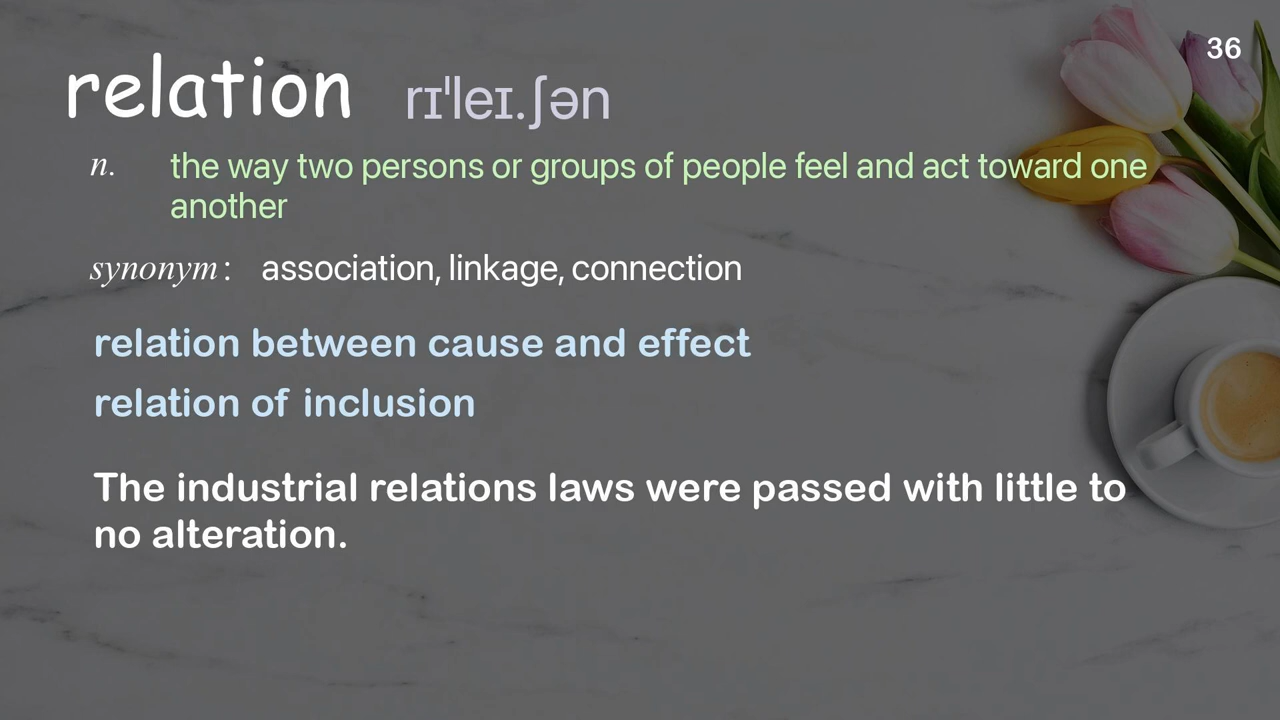 36
relation rɪˈleɪ.ʃən
n. the way two persons or groups of people feel and act toward one
another
synonym: association, linkage, connection
relation between cause and effect
relation of inclusion
The industrial relations laws were passed with little to
no alteration.